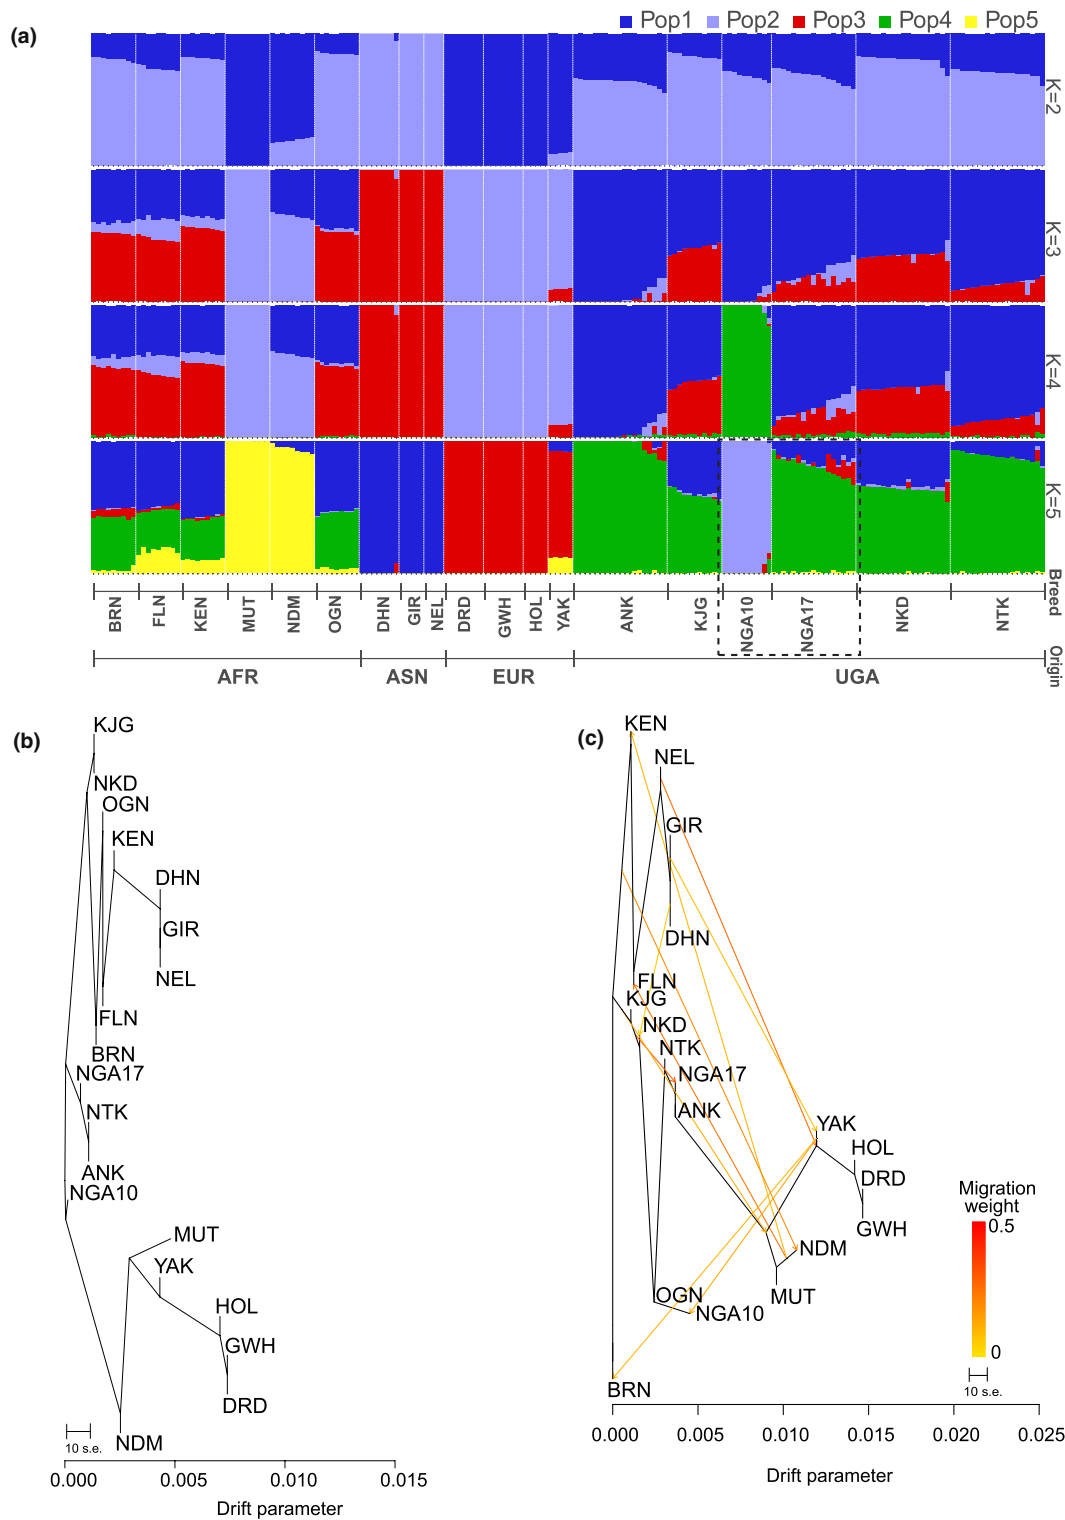 Pop1 Pop2 Pop3 Pop4 Pop5
(a)
K=2
K=3
K=4
K=5
Breed
BRN FLN KEN MUT NDM OGN DHN GIR NEL DRD GWH HOL YAK ANK KJG NGA10 NGA17 NKD NTK
Origin
AFR ASN EUR UGA
(b)
KJG
NKD
OGN
KEN
DHN
GIR
NEL
FLN
BRN
NGA17
NTK
ANK
NGA10
MUT
YAK
HOL
GWH
DRD
NDM
10 s.e.
0.000 0.005 0.010 0.015
Drift parameter
(c)
KEN
NEL
GIR
DHN
FLN
KJG
NKD
NTK
NGA17
ANK
YAK
HOL
DRD
GWH
NDM
MUT
OGN
NGA10
BRN
Migration
weight
0.5
0
10 s.e.
0.000 0.005 0.010 0.015 0.020 0.025
Drift parameter